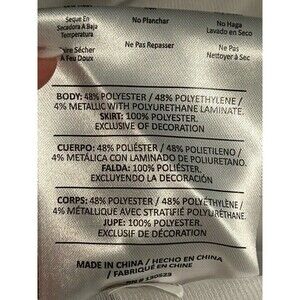 Seque En
Secadora A Baja
Temperatura
No Planchar
No Haga
Lavado en Seco
Sécher
A Feu Doux
Ne Pas Repasser
Ne Pas
Nettoyer à Sec
BODY: 48% POLYESTER / 48% POLYETHYLENE /
4% METALLIC WITH POLYURETHANE LAMINATE.
SKIRT: 100% POLYESTER.
EXCLUSIVE OF DECORATION
CUERPO: 48% POLIÉSTER / 48% POLIETILENO /
4% METÁLICA CON LAMINADO DE POLIURETANO.
FALDA: 100% POLIÉSTER.
EXCLUYENDO LA DECORACIÓN
CORPS: 48% POLYESTER / 48% POLYÉTHYLÈNE /
4% MÉTALLIQUE AVEC STRATIFIÉ POLYURÉTHANE.
JUPE: 100% POLYESTER.
EXCLUSIF DE DÉCORATION
MADE IN CHINA / HECHO EN CHINA
/ FABRIQUÉ EN CHINE